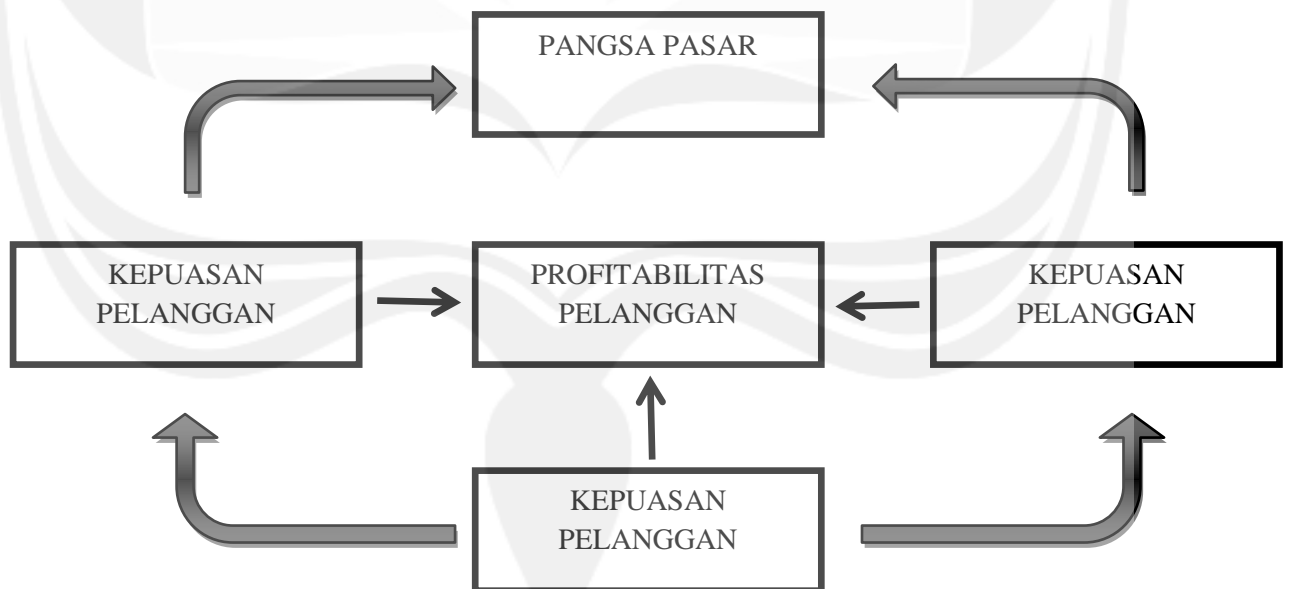 PANGSA PASAR
KEPUASAN
PELANGGAN
PROFITABILITAS
PELANGGAN
KEPUASAN
PELANGGAN
KEPUASAN
PELANGGAN